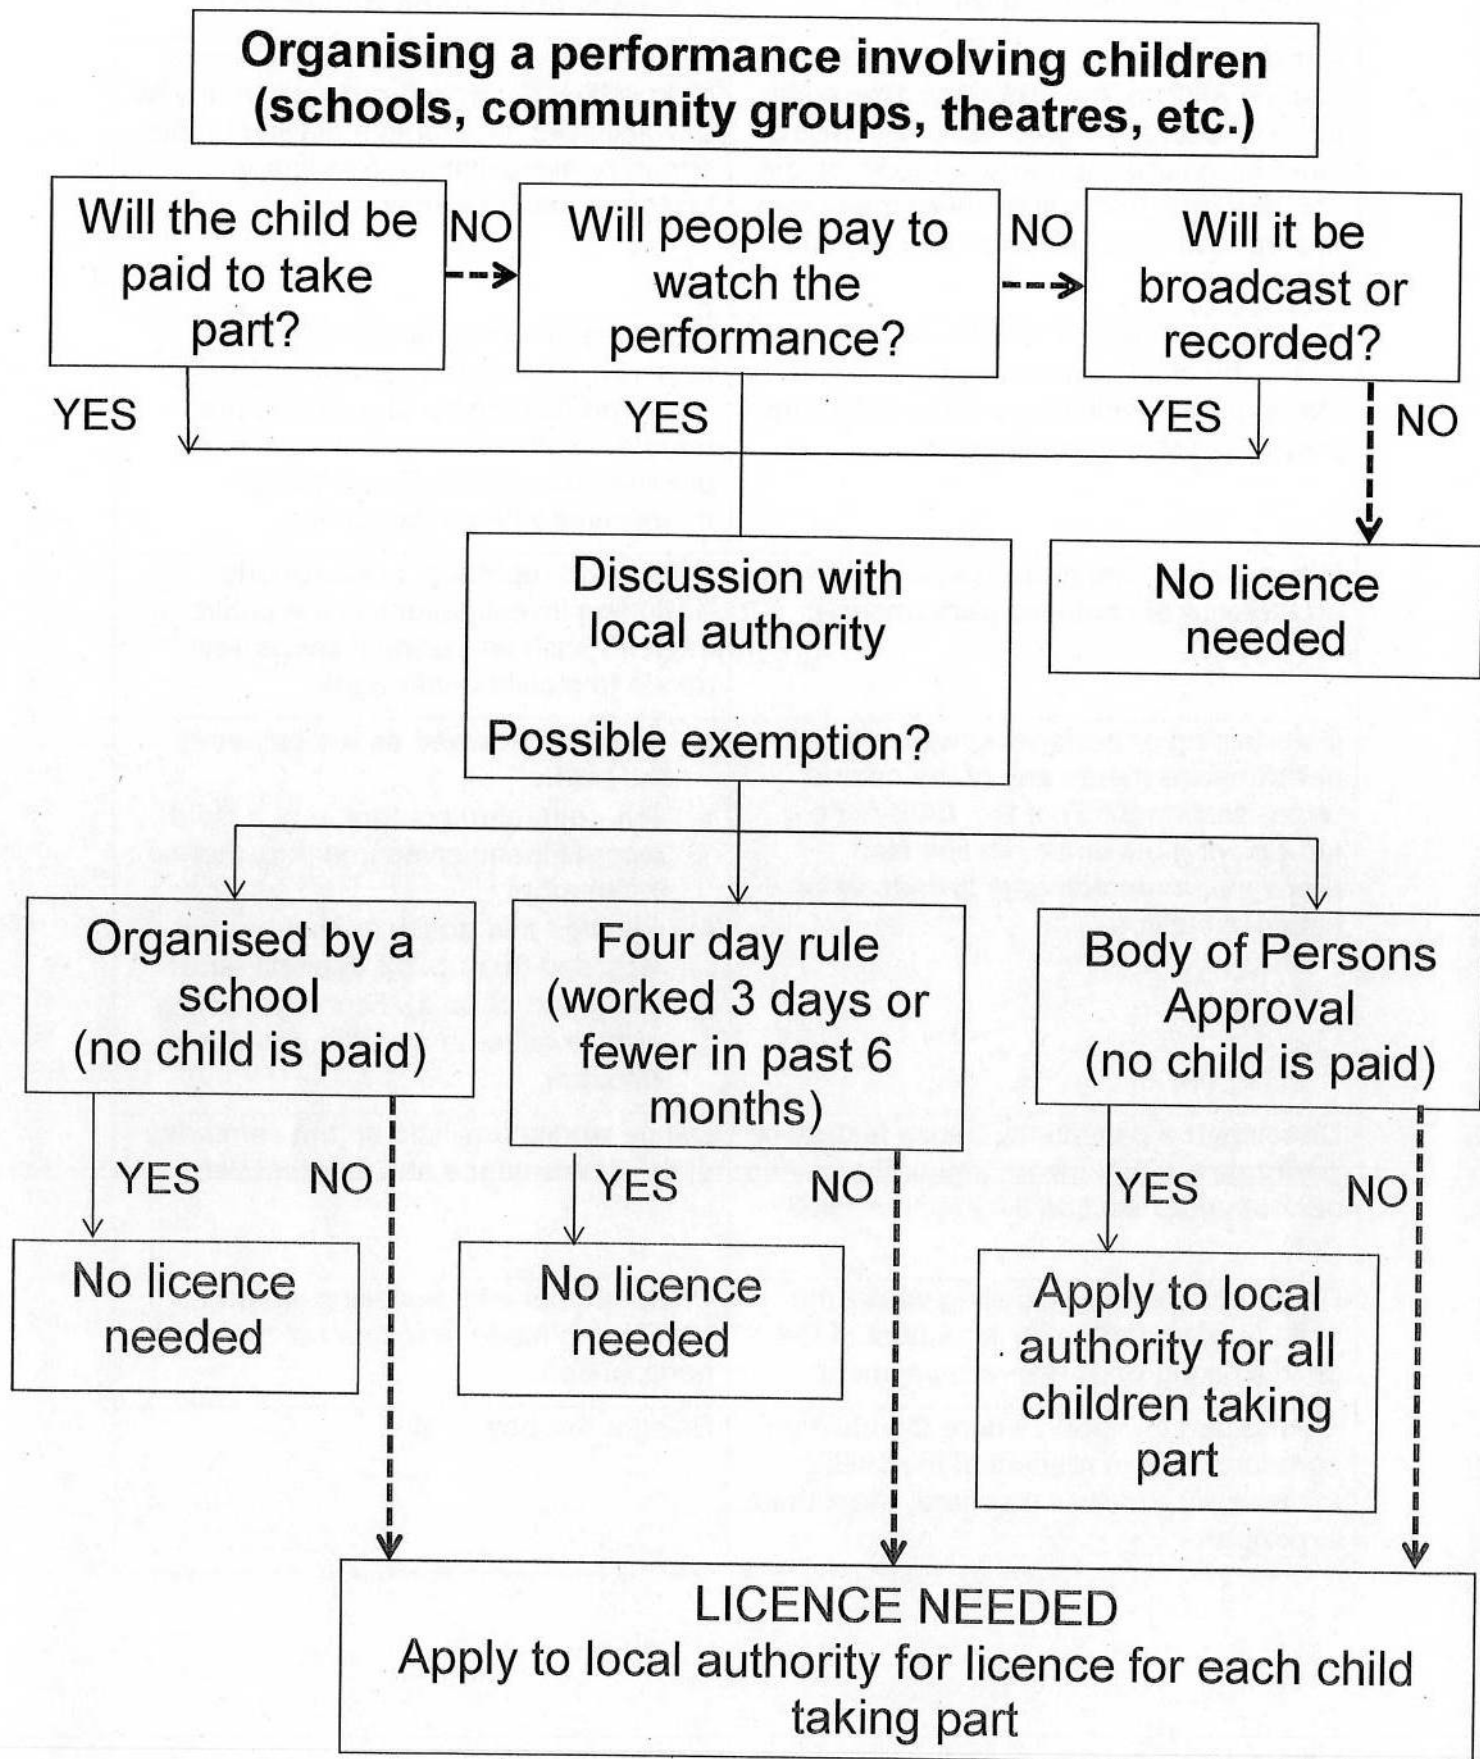 Organising a performance involving children
(schools, community groups, theatres, etc.)
Will the child be
paid to take
part?
NO
Will people pay to
watch the
performance?
NO
Will it be
broadcast or
recorded?
YES
YES
YES
NO
Discussion with
local authority
Possible exemption?
No licence
needed
Organised by a
school
(no child is paid)
Four day rule
(worked 3 days or
fewer in past 6
months)
Body of Persons
Approval
(no child is paid)
YES
NO
YES
NO
YES
NO
No licence
needed
No licence
needed
Apply to local
authority for all
children taking
part
LICENCE NEEDED
Apply to local authority for licence for each child
taking part